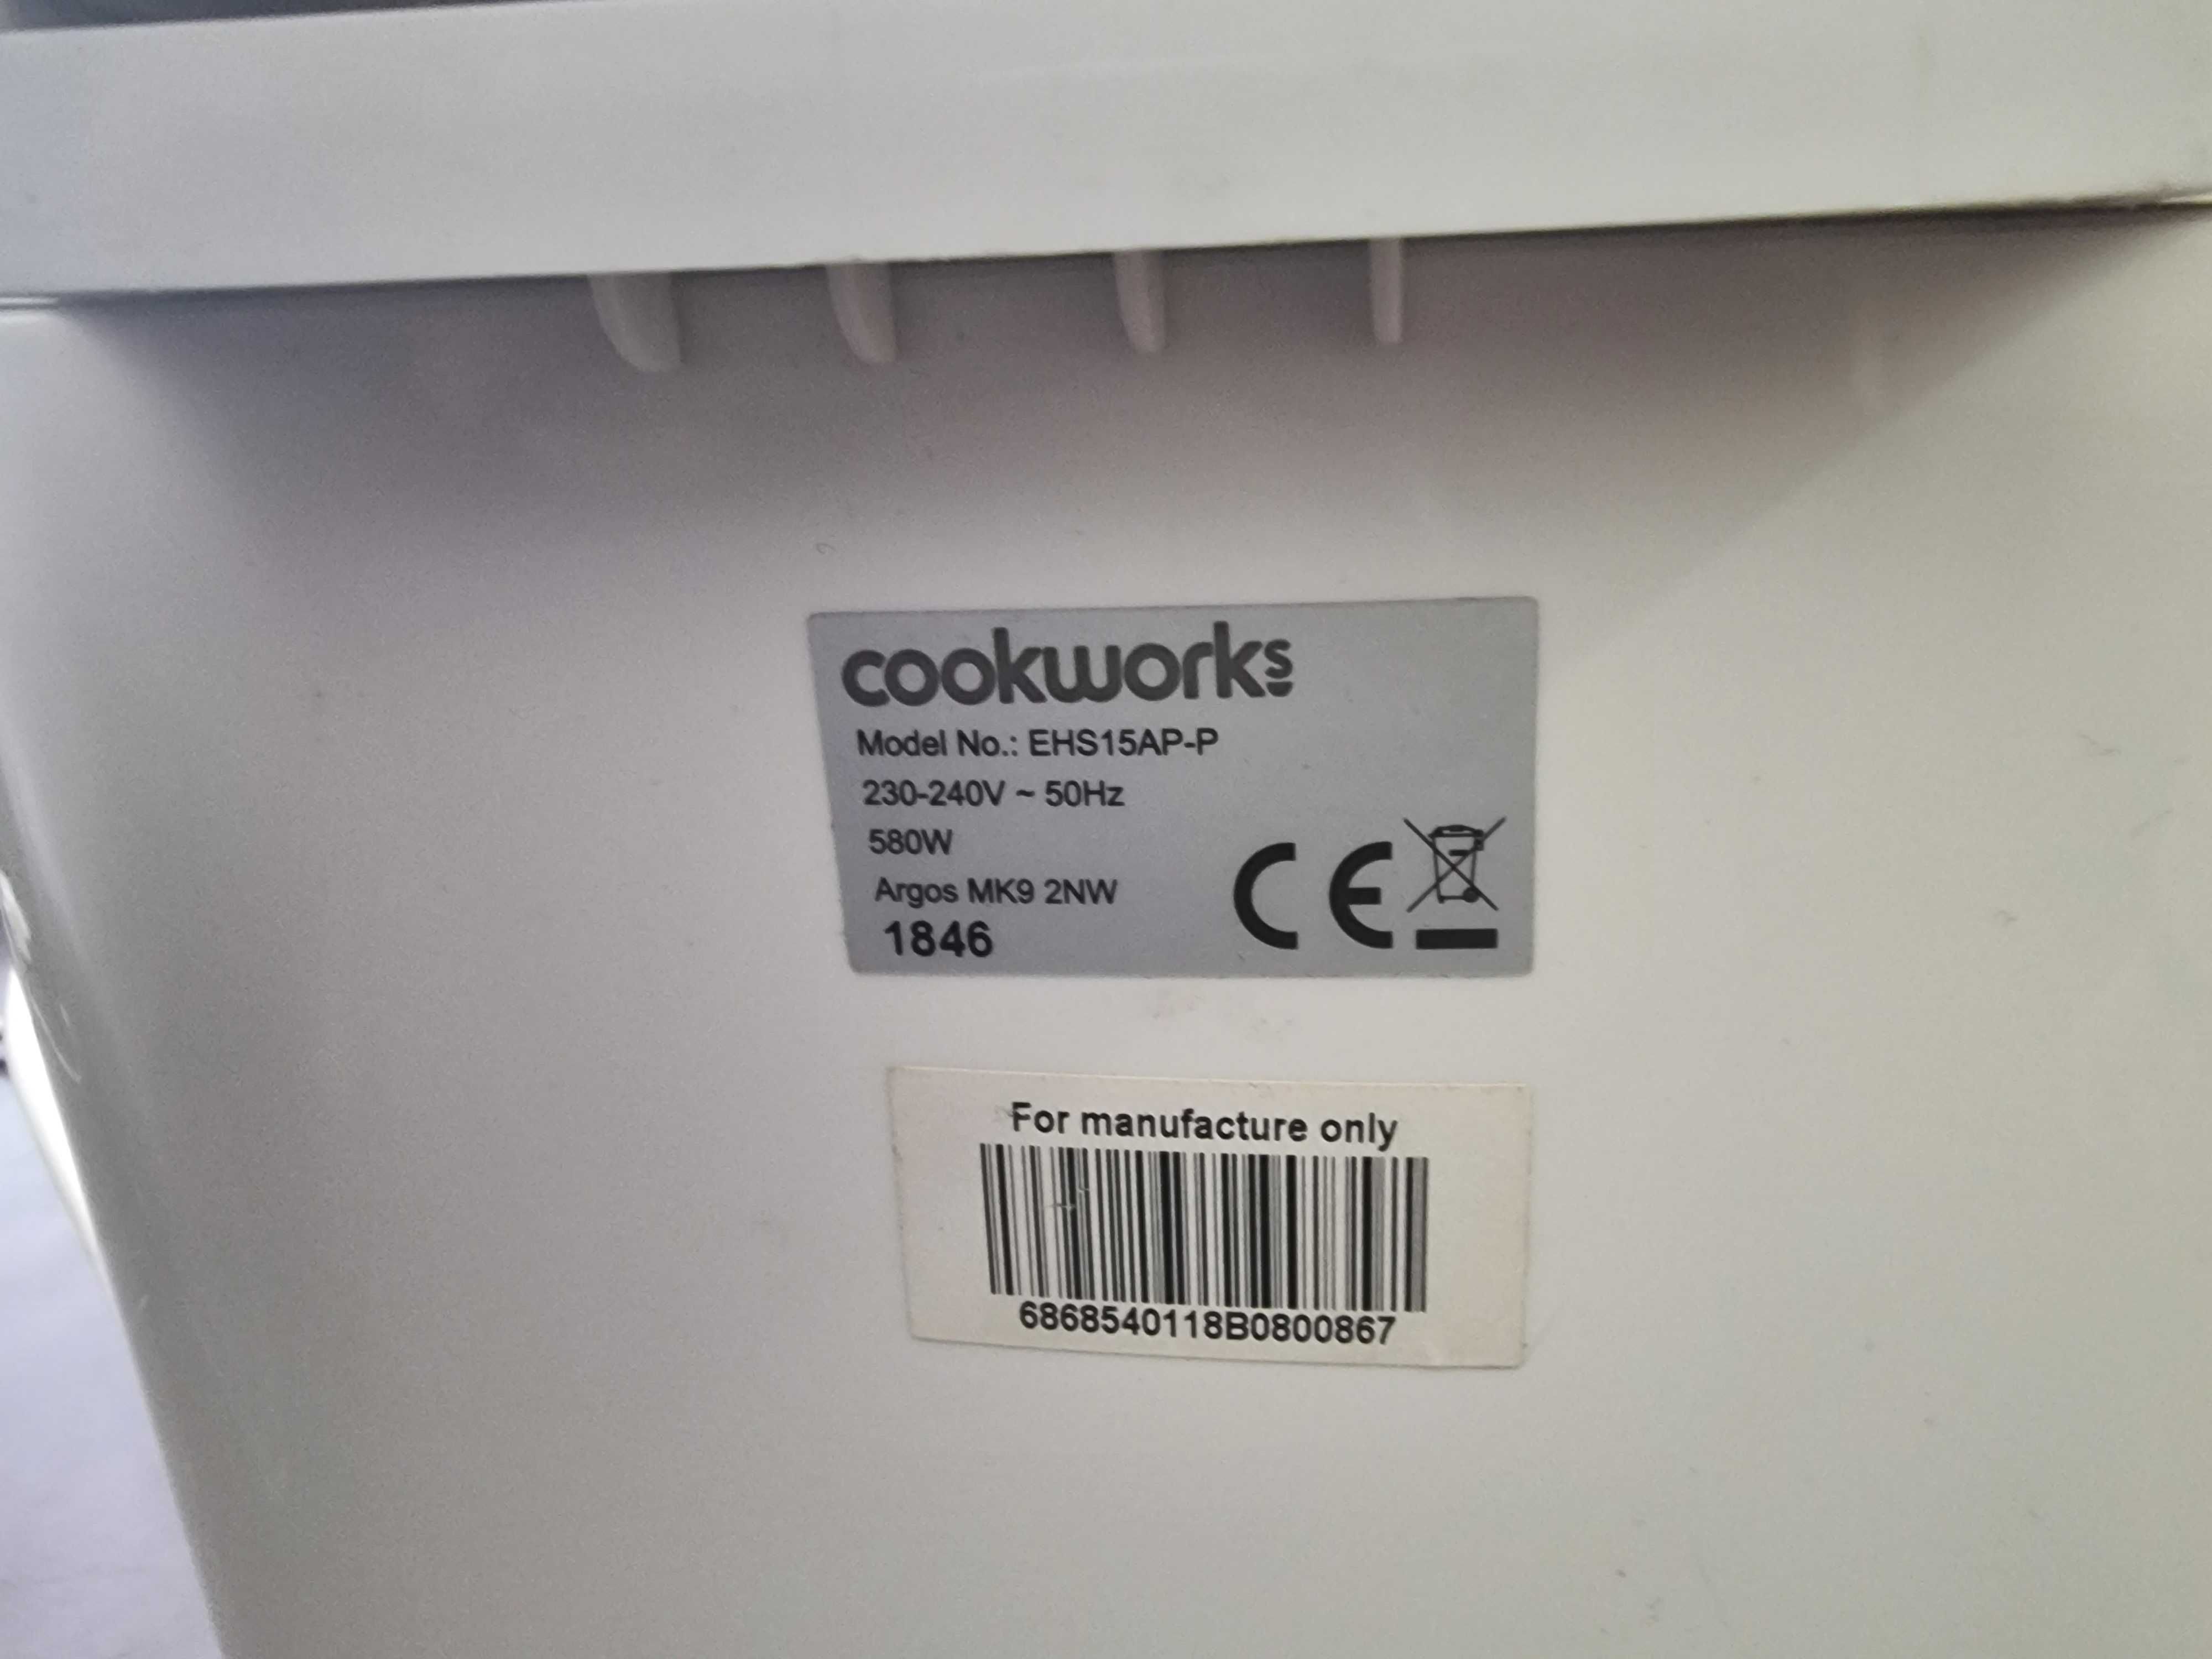 cookworks
Model No.: EHS15AP-P
230-240V ~ 50Hz
580W
Argos MK9 2NW
1846
CE
For manufacture only
6868540118B0800867